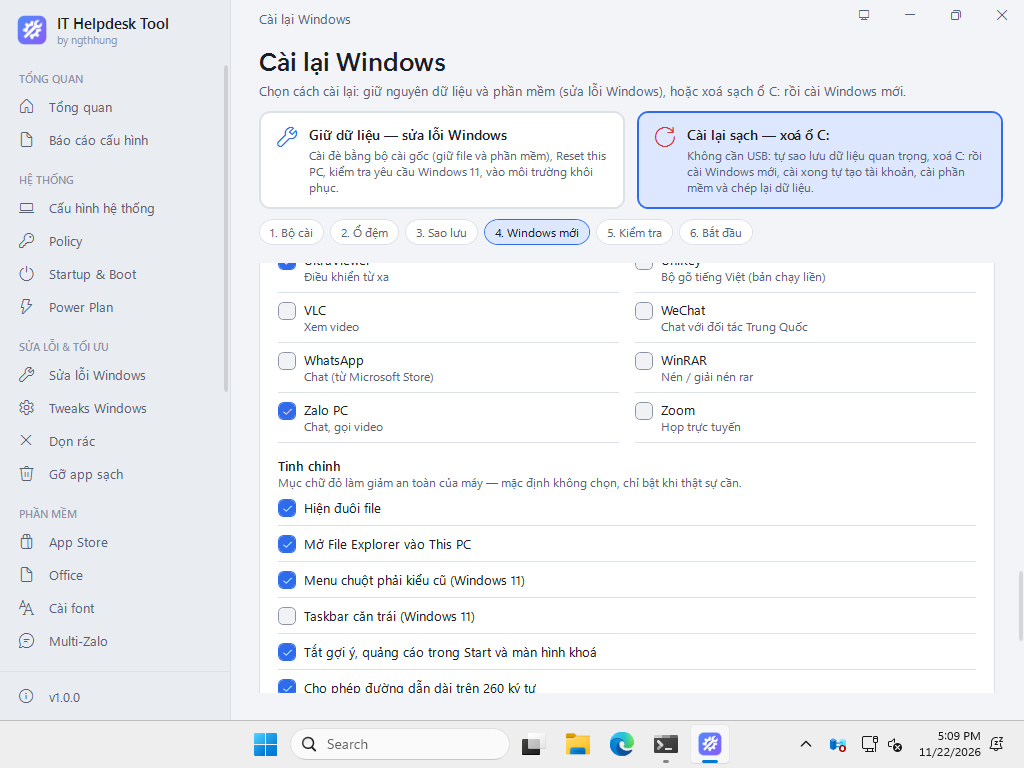 IT Helpdesk Tool
by ngthhung
TỔNG QUAN
Tổng quan
Báo cáo cấu hình
HỆ THỐNG
Cấu hình hệ thống
Policy
Startup & Boot
Power Plan
SỬA LỖI & TỐI ƯU
Sửa lỗi Windows
Tweaks Windows
Dọn rác
Gỡ app sạch
PHẦN MỀM
App Store
Office
Cài font
Multi-Zalo
v1.0.0
Cài lại Windows
Cài lại Windows
Chọn cách cài lại: giữ nguyên dữ liệu và phần mềm (sửa lỗi Windows), hoặc xoá sạch ổ C: rồi cài Windows mới.
Giữ dữ liệu — sửa lỗi Windows
Cài đè bằng bộ cài gốc (giữ file và phần mềm), Reset this
PC, kiểm tra yêu cầu Windows 11, vào môi trường khôi
phục.
Cài lại sạch — xoá ổ C:
Không cần USB: tự sao lưu dữ liệu quan trọng, xoá C: rồi
cài Windows mới, cài xong tự tạo tài khoản, cài phần
mềm và chép lại dữ liệu.
1. Bộ cài
2. Ổ đệm
3. Sao lưu
4. Windows mới
5. Kiểm tra
6. Bắt đầu
UltraViewer
Điều khiển từ xa
UniKey
Bộ gõ tiếng Việt (bản chạy liền)
VLC
Xem video
WeChat
Chat với đối tác Trung Quốc
WhatsApp
Chat (từ Microsoft Store)
WinRAR
Nén / giải nén rar
Zalo PC
Chat, gọi video
Zoom
Họp trực tuyến
Tinh chỉnh
Mục chữ đỏ làm giảm an toàn của máy — mặc định không chọn, chỉ bật khi thật sự cần.
Hiện đuôi file
Mở File Explorer vào This PC
Menu chuột phải kiểu cũ (Windows 11)
Taskbar căn trái (Windows 11)
Tắt gợi ý, quảng cáo trong Start và màn hình khoá
Cho phép đường dẫn dài trên 260 ký tự
Search
5:09 PM
11/22/2026